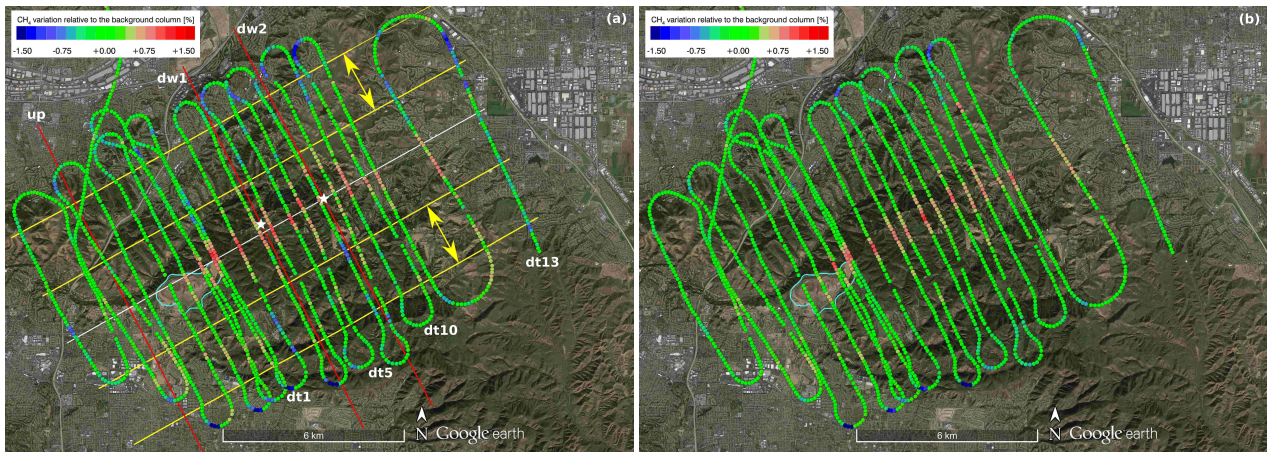 CH₄ variation relative to the background column [%]
-1.50 -0.75 +0.00 +0.75 +1.50
(a)
dw2
dw1
up
dt13
dt10
dt5
dt1
6 km
N Google earth
CH₄ variation relative to the background column [%]
-1.50 -0.75 +0.00 +0.75 +1.50
(b)
6 km
N Google earth